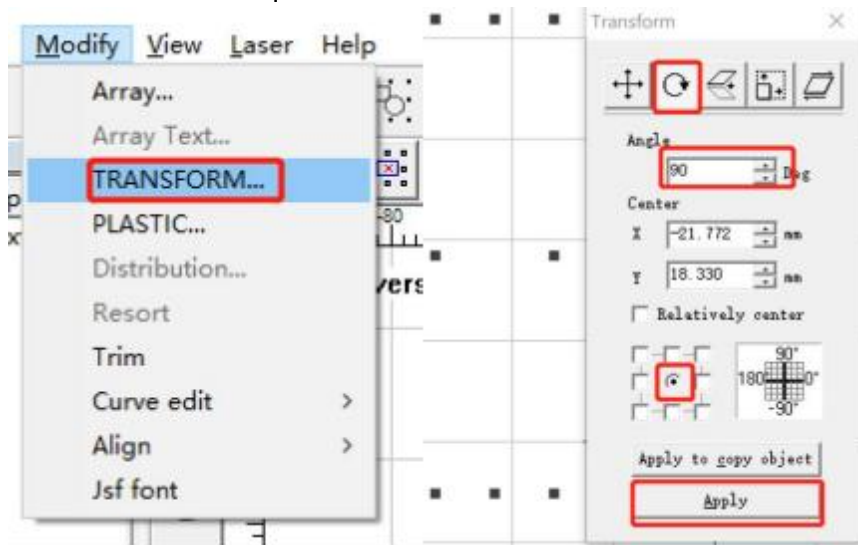 Modify View Laser Help
Array...
Array Text...
TRANSFORM...
PLASTIC...
Distribution...
Resort
Trim
Curve edit >
Align >
Jsf font
-80
vers
Transform
Angle
90 Deg
Center
X -21.772 mm
Y 18.330 mm
Relatively center
90°
180 0°
-90°
Apply to copy object
Apply